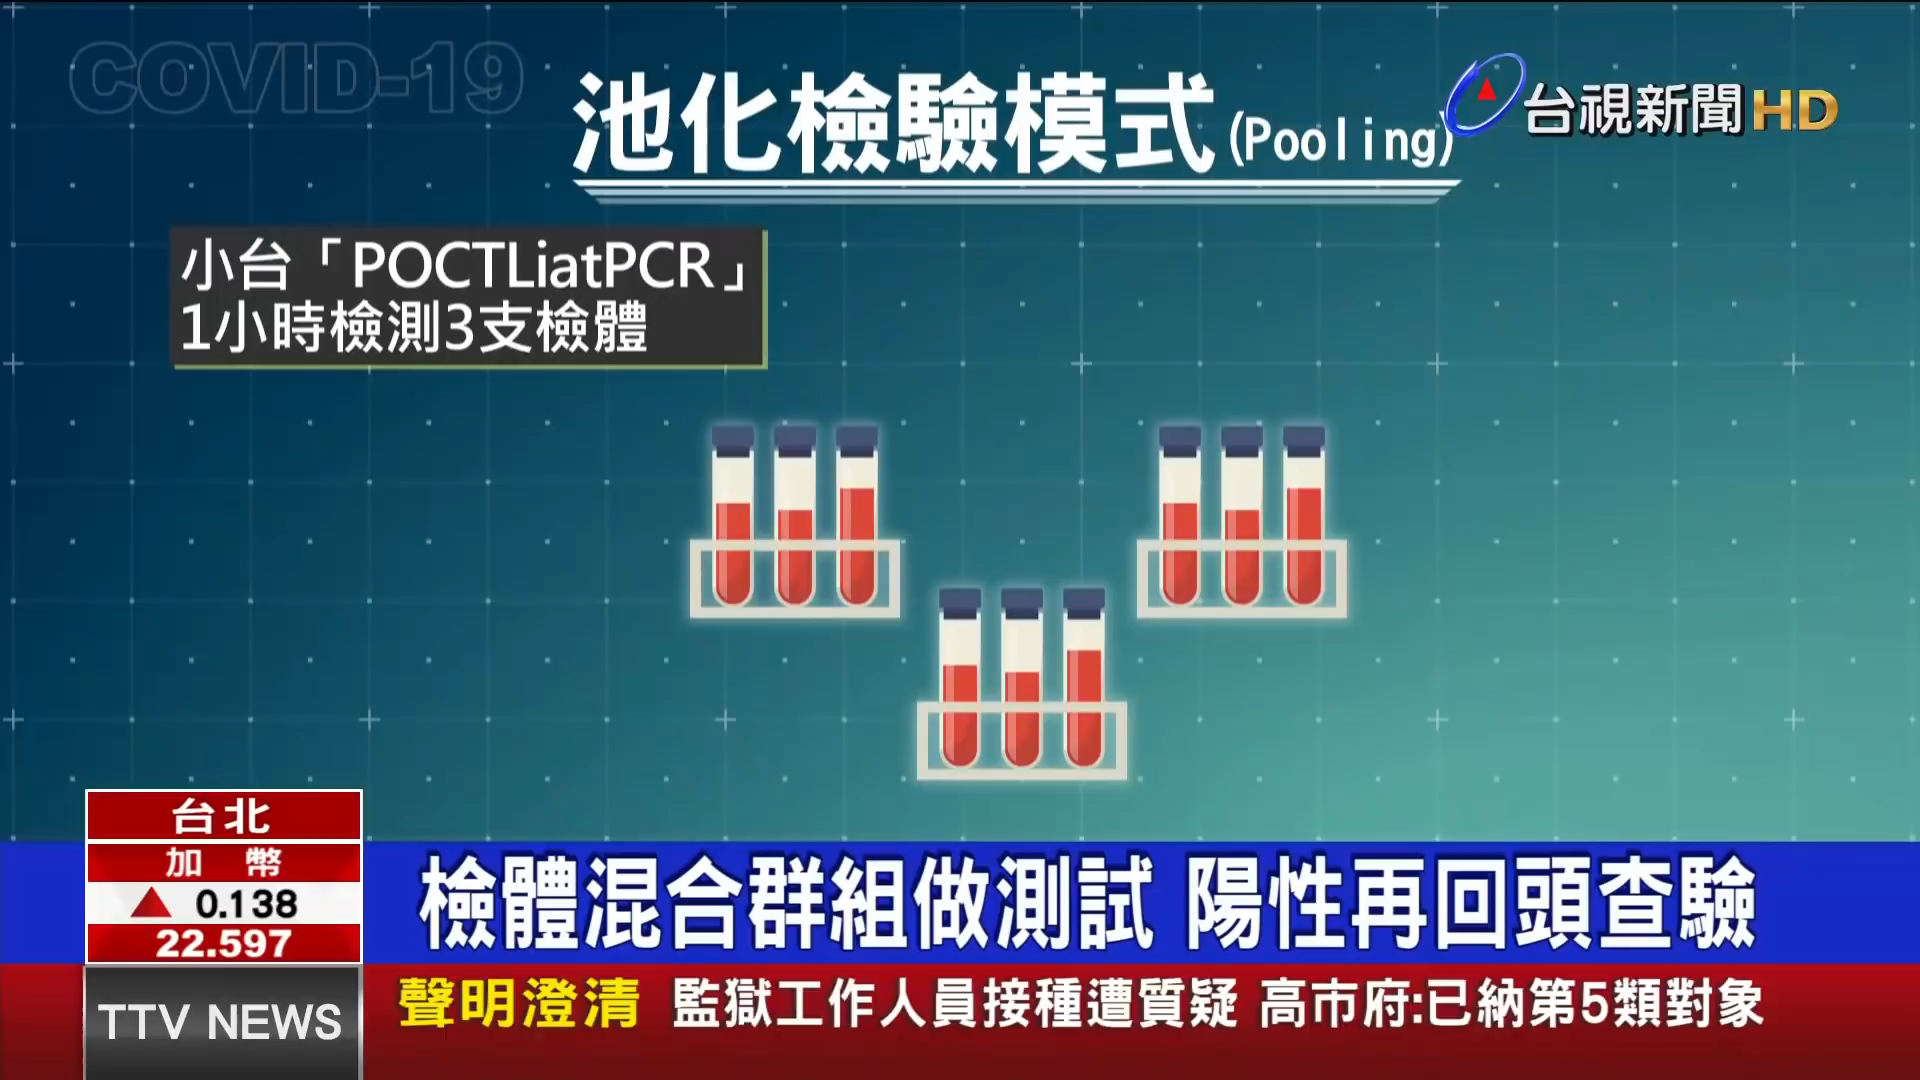 COVID-19
池化檢驗模式(Pooling)
台視新聞HD
小台「POCTLiatPCR」
1小時檢測3支檢體
台北
加 幣
▲ 0.138
22.597
檢體混合群組做測試 陽性再回頭查驗
TTV NEWS
聲明澄清 監獄工作人員接種遭質疑 高市府:已納第5類對象